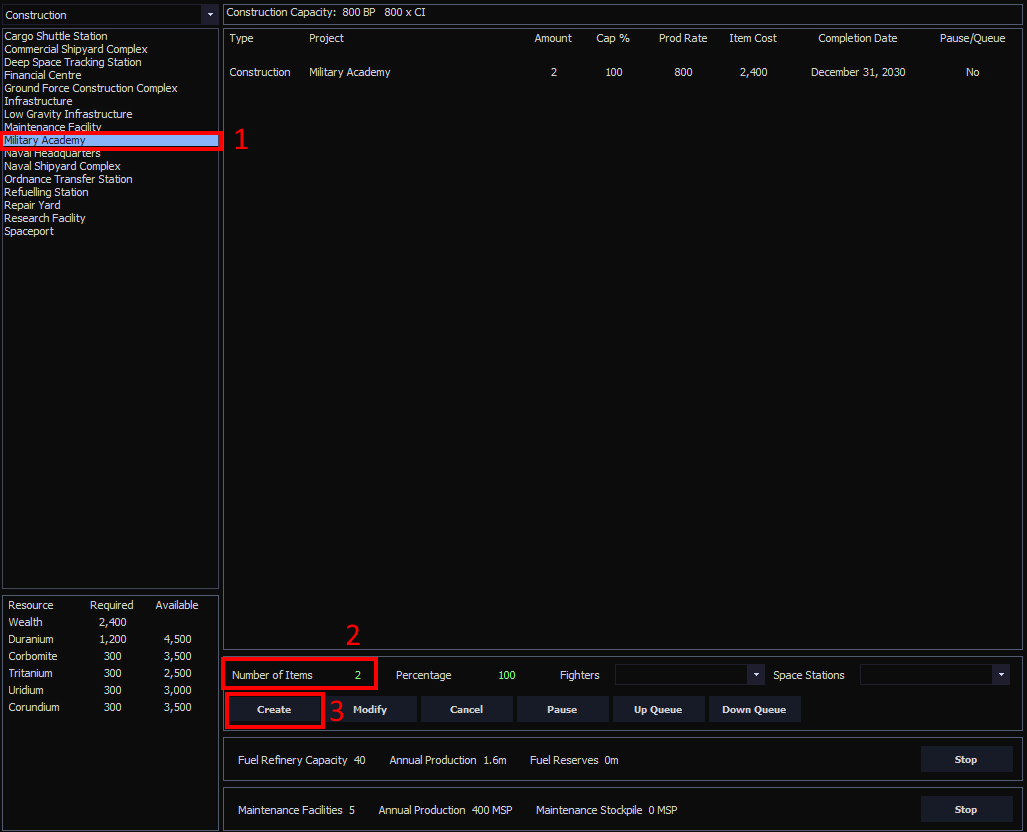 Construction
Construction Capacity: 800 BP 800 x CI
Cargo Shuttle Station
Commercial Shipyard Complex
Deep Space Tracking Station
Financial Centre
Ground Force Construction Complex
Infrastructure
Low Gravity Infrastructure
Maintenance Facility
Military Academy
1
Naval Headquarters
Naval Shipyard Complex
Ordnance Transfer Station
Refuelling Station
Repair Yard
Research Facility
Spaceport
Type Project Amount Cap % Prod Rate Item Cost Completion Date Pause/Queue
Construction Military Academy 2 100 800 2,400 December 31, 2030 No
Resource Required Available
Wealth 2,400
Duranium 1,200 4,500
Corbomite 300 3,500
Tritanium 300 2,500
Uridium 300 3,000
Corundium 300 3,500
2
Number of Items 2 Percentage 100 Fighters Space Stations
Create 3 Modify Cancel Pause Up Queue Down Queue
Fuel Refinery Capacity 40 Annual Production 1.6m Fuel Reserves 0m Stop
Maintenance Facilities 5 Annual Production 400 MSP Maintenance Stockpile 0 MSP Stop